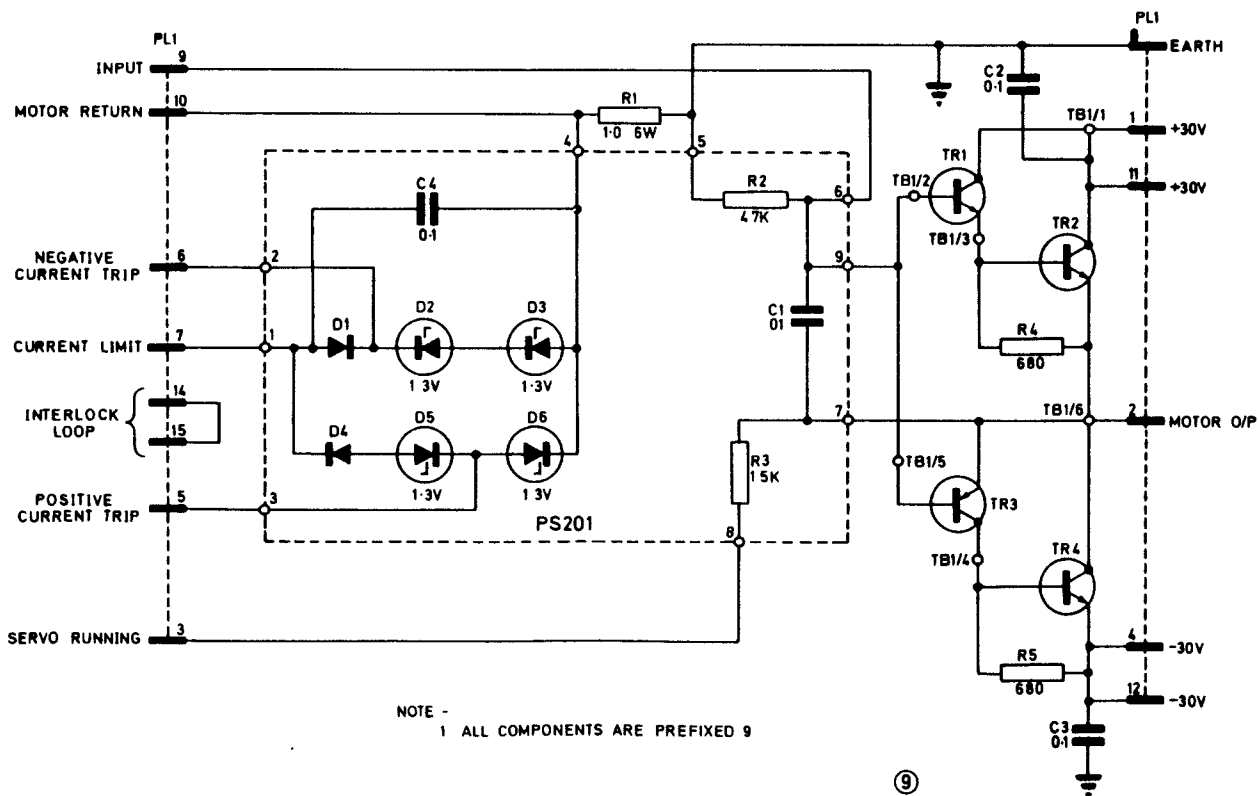 PL1
PL1
9
INPUT
EARTH
C2
0·1
MOTOR RETURN
10
R1
1·0 6W
4
5
TB1/1
1
+30V
TR1
C4
0·1
R2
47K
6
TB1/2
11
+30V
TB1/3
TR2
NEGATIVE
CURRENT TRIP
6
2
9
D1
D2
D3
C1
01
CURRENT LIMIT
7
1
1 3V
1·3V
R4
680
14
INTERLOCK
LOOP
15
D4
D5
D6
7
TB1/6
2
MOTOR O/P
1·3V
1 3V
R3
1 5K
TB1/5
POSITIVE
CURRENT TRIP
5
3
TR3
PS201
8
TB1/4
TR4
SERVO RUNNING
3
4
-30V
R5
680
12
-30V
NOTE -
1 ALL COMPONENTS ARE PREFIXED 9
C3
0·1
9